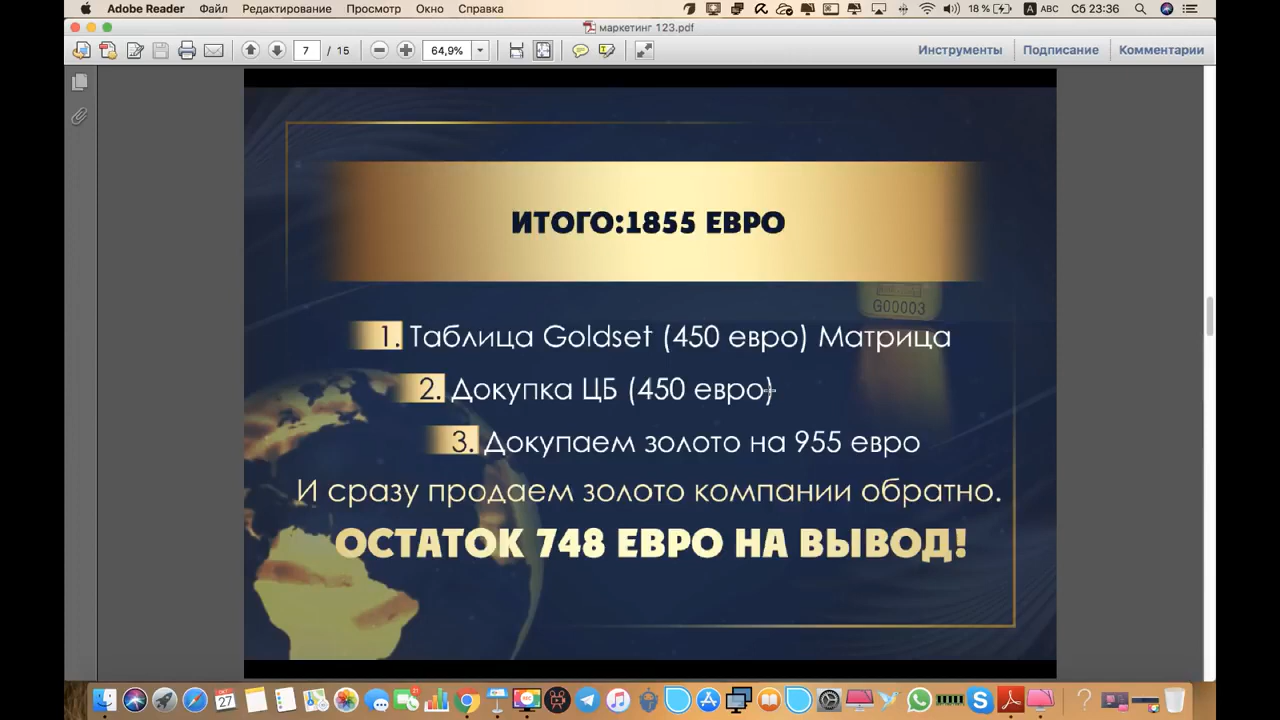 Adobe Reader Файл Редактирование Просмотр Окно Справка 18 % ABC Сб 23:36
маркетинг 123.pdf
7 / 15 64,9% Инструменты Подписание Комментарии
ИТОГО:1855 ЕВРО
G00003
1. Таблица Goldset (450 евро) Матрица
2. Докупка ЦБ (450 евро)
3. Докупаем золото на 955 евро
И сразу продаем золото компании обратно.
ОСТАТОК 748 ЕВРО НА ВЫВОД!